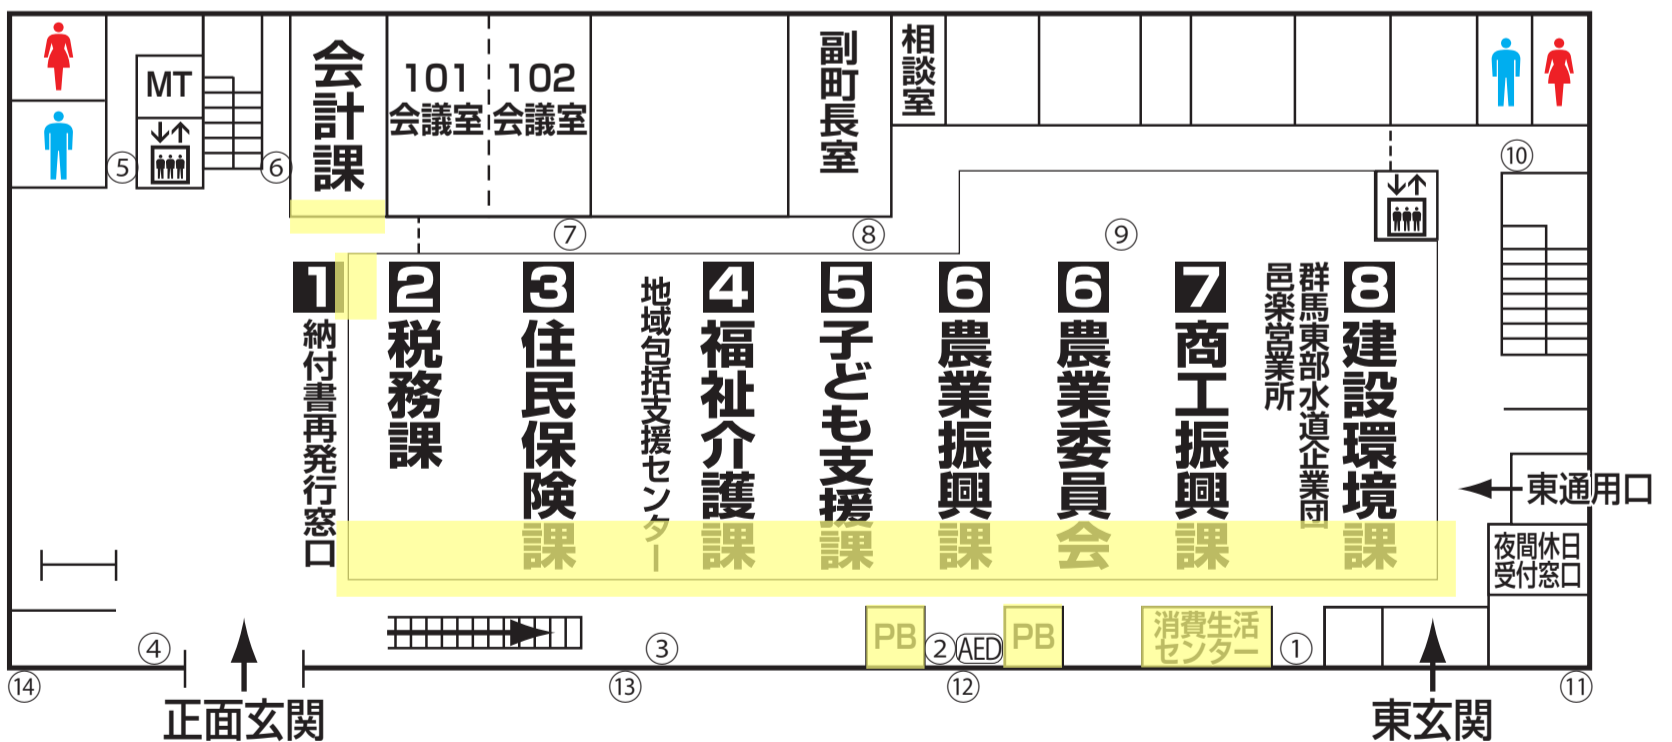 会計課
101
会議室
102
会議室
副町長室
相談室
MT
⑤
⑥
⑩
⑦
⑧
⑨
1
納付書再発行窓口
2
税務課
3
住民保険課
地域包括支援センター
4
福祉介護課
5
子ども支援課
6
農業振興課
6
農業委員会
7
商工振興課
群馬東部水道企業団
邑楽営業所
8
建設環境課
東通用口
夜間休日
受付窓口
④
③
PB
②
AED
PB
消費生活
センター
①
⑭
⑬
⑫
⑪
正面玄関
東玄関